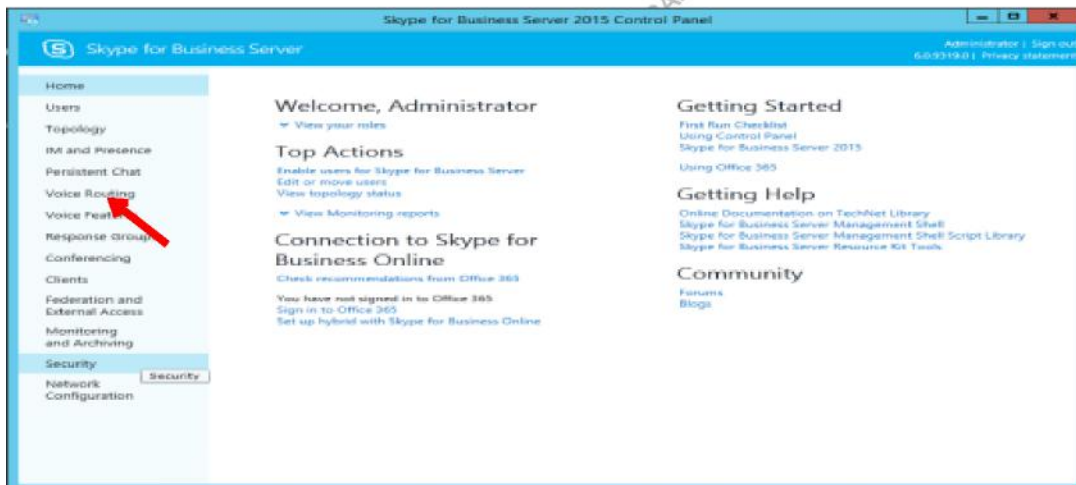 Skype for Business Server 2015 Control Panel
Skype for Business Server
Administrator | Sign out
6.0.9319.0 | Privacy statement
Home
Users
Topology
IM and Presence
Persistent Chat
Voice Routing
Voice
Response Group
Conferencing
Clients
Federation and
External Access
Monitoring
and Archiving
Security
Security
Network
Configuration
Welcome, Administrator
View your roles
Top Actions
Enable users for Skype for Business Server
Edit or move users
View topology status
View Monitoring reports
Connection to Skype for
Business Online
Check recommendations from Office 365
You have not signed in to Office 365
Sign in to Office 365
Set up hybrid with Skype for Business Online
Getting Started
First Run Checklist
Using Control Panel
Skype for Business Server 2015
Using Office 365
Getting Help
Online Documentation on TechNet Library
Skype for Business Server Management Shell
Skype for Business Server Management Shell Script Library
Skype for Business Server Resource Kit Tools
Community
Forums
Blogs